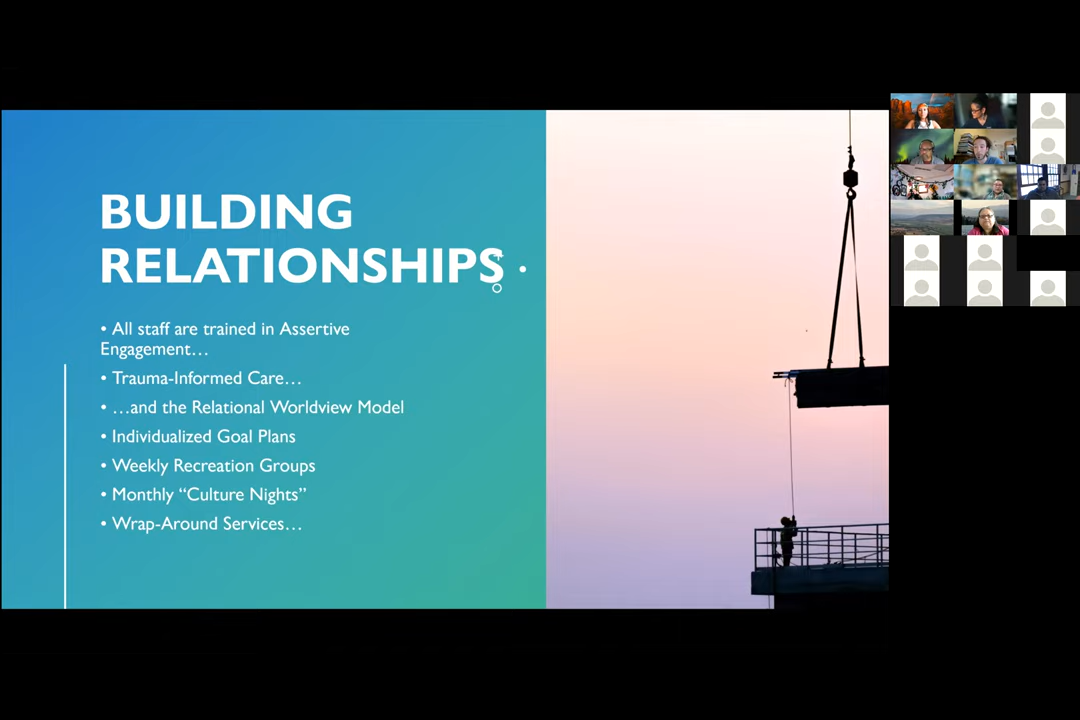 BUILDING
RELATIONSHIPS
• All staff are trained in Assertive
Engagement…
• Trauma-Informed Care…
• …and the Relational Worldview Model
• Individualized Goal Plans
• Weekly Recreation Groups
• Monthly “Culture Nights”
• Wrap-Around Services…